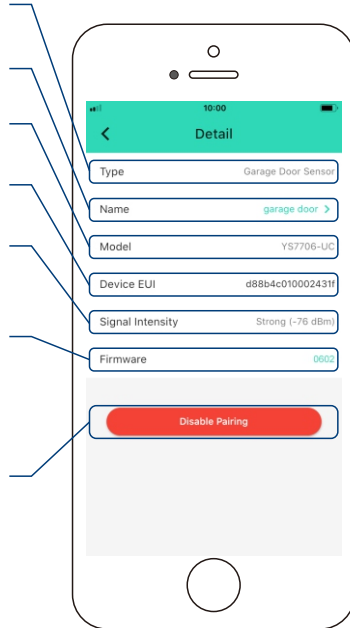 10:00
Detail
Type Garage Door Sensor
Name garage door >
Model YS7706-UC
Device EUI d88b4c010002431f
Signal Intensity Strong (-76 dBm)
Firmware 0602
Disable Pairing